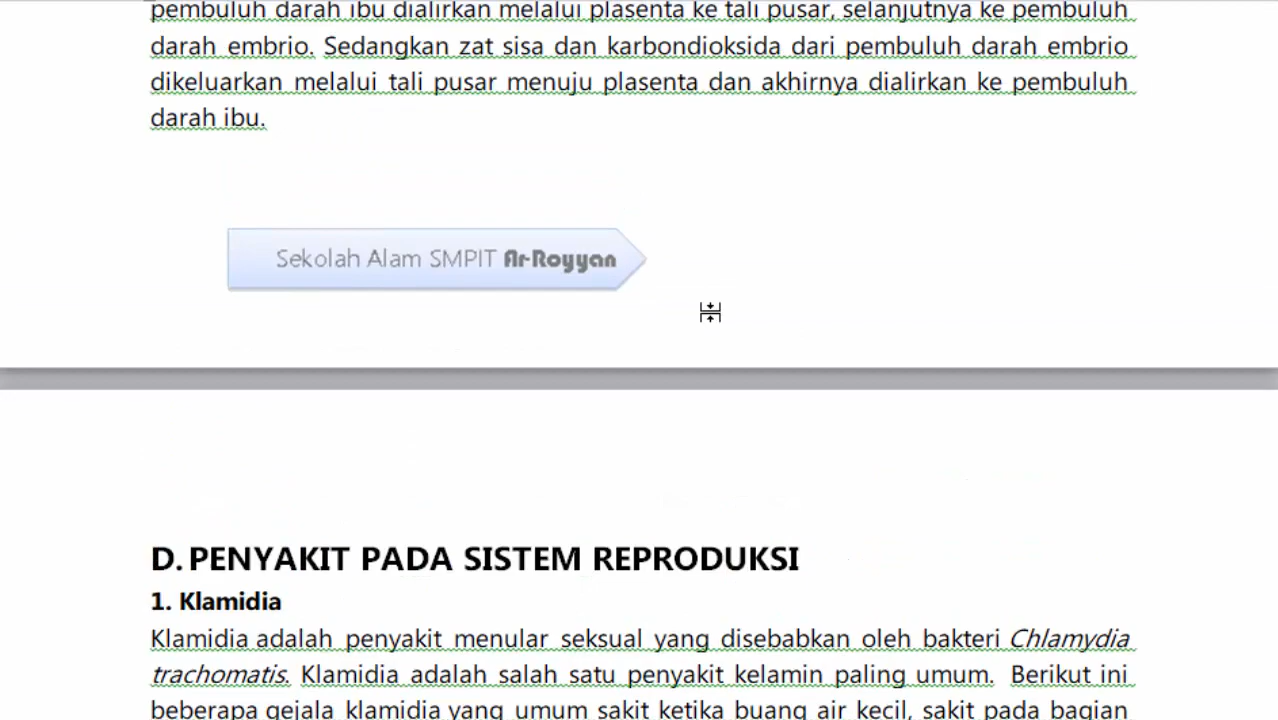 pembuluh darah ibu dialirkan melalui plasenta ke tali pusar, selanjutnya ke pembuluh
darah embrio. Sedangkan zat sisa dan karbondioksida dari pembuluh darah embrio
dikeluarkan melalui tali pusar menuju plasenta dan akhirnya dialirkan ke pembuluh
darah ibu.
Sekolah Alam SMPIT Ar-Royyan
D. PENYAKIT PADA SISTEM REPRODUKSI
1. Klamidia
Klamidia adalah penyakit menular seksual yang disebabkan oleh bakteri Chlamydia
trachomatis. Klamidia adalah salah satu penyakit kelamin paling umum. Berikut ini
beberapa gejala klamidia yang umum sakit ketika buang air kecil, sakit pada bagian